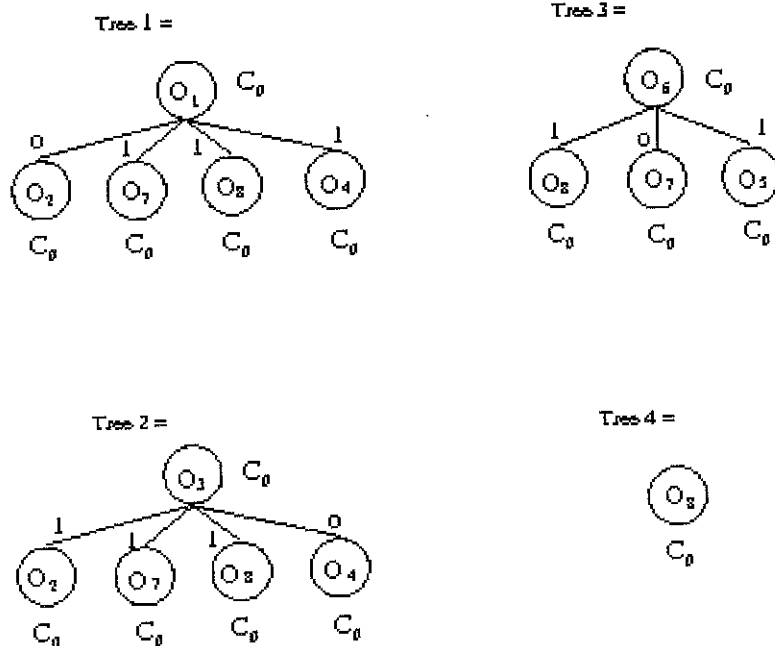 Tree 1 =
O₁ C₀
0 1 1 1
O₂ O₇ O₈ O₄
C₀ C₀ C₀ C₀
Tree 3 =
O₆ C₀
1 0 1
O₈ O₇ O₅
C₀ C₀ C₀
Tree 2 =
O₃ C₀
1 1 1 0
O₂ O₇ O₈ O₄
C₀ C₀ C₀ C₀
Tree 4 =
O₈
C₀